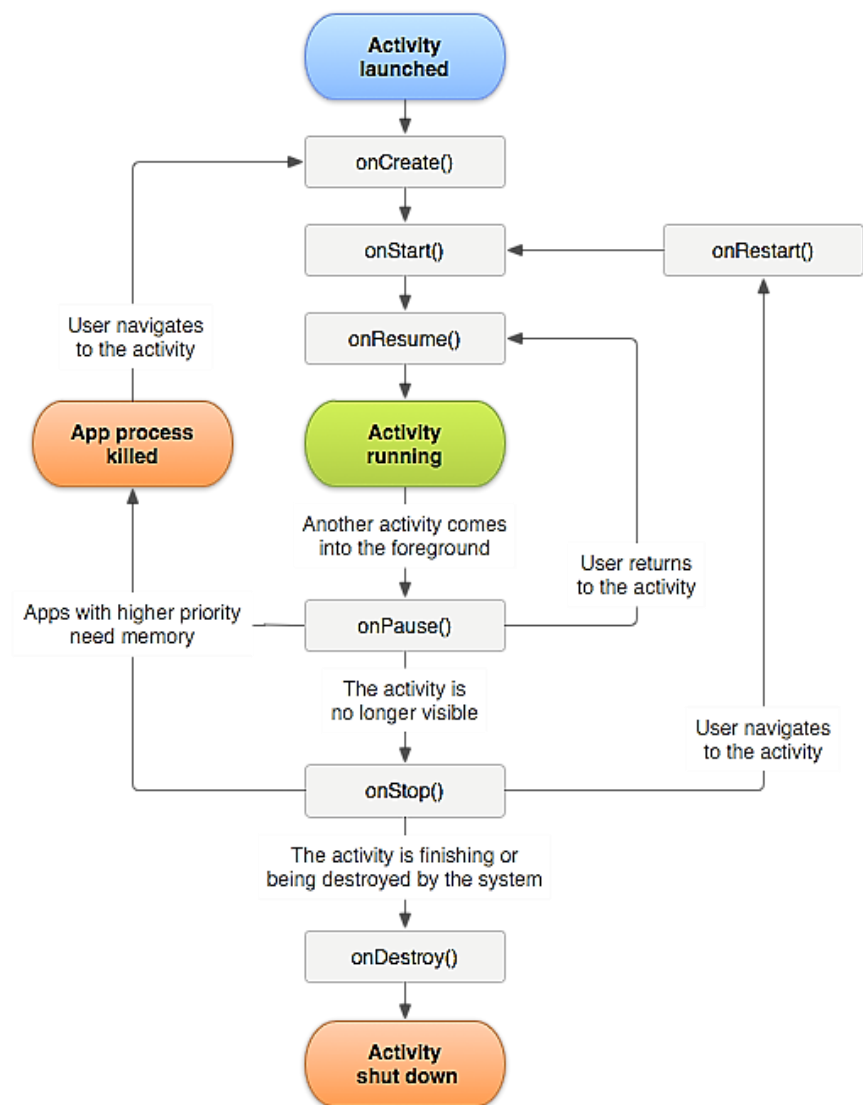 Activity
launched
onCreate()
onStart()
onRestart()
User navigates
to the activity
onResume()
App process
killed
Activity
running
Another activity comes
into the foreground
User returns
to the activity
Apps with higher priority
need memory
onPause()
The activity is
no longer visible
User navigates
to the activity
onStop()
The activity is finishing or
being destroyed by the system
onDestroy()
Activity
shut down